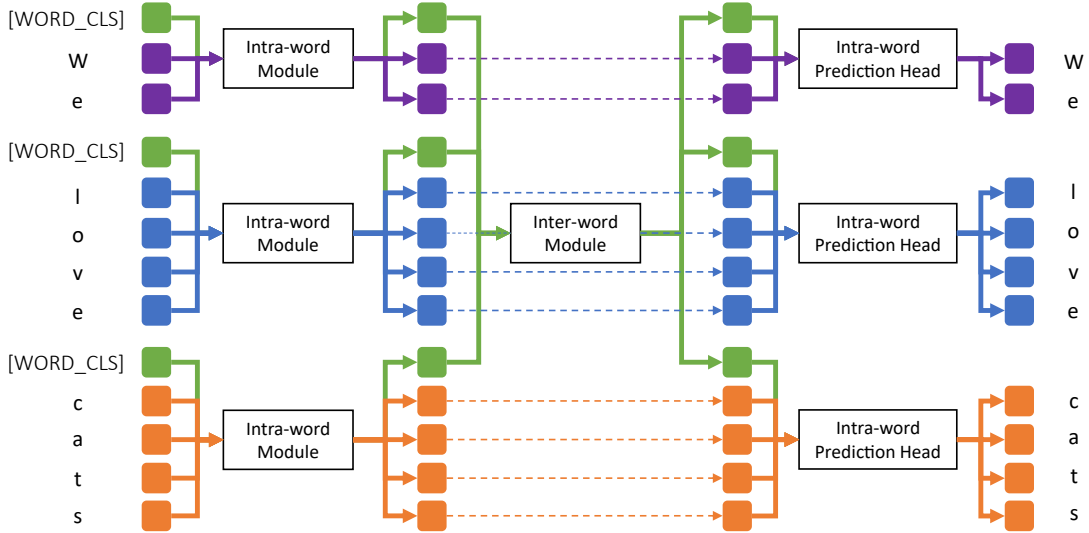 [WORD_CLS]
W
e
Intra-word
Module
Intra-word
Prediction Head
W
e
[WORD_CLS]
l
o
v
e
Intra-word
Module
Inter-word
Module
Intra-word
Prediction Head
l
o
v
e
[WORD_CLS]
c
a
t
s
Intra-word
Module
Intra-word
Prediction Head
c
a
t
s